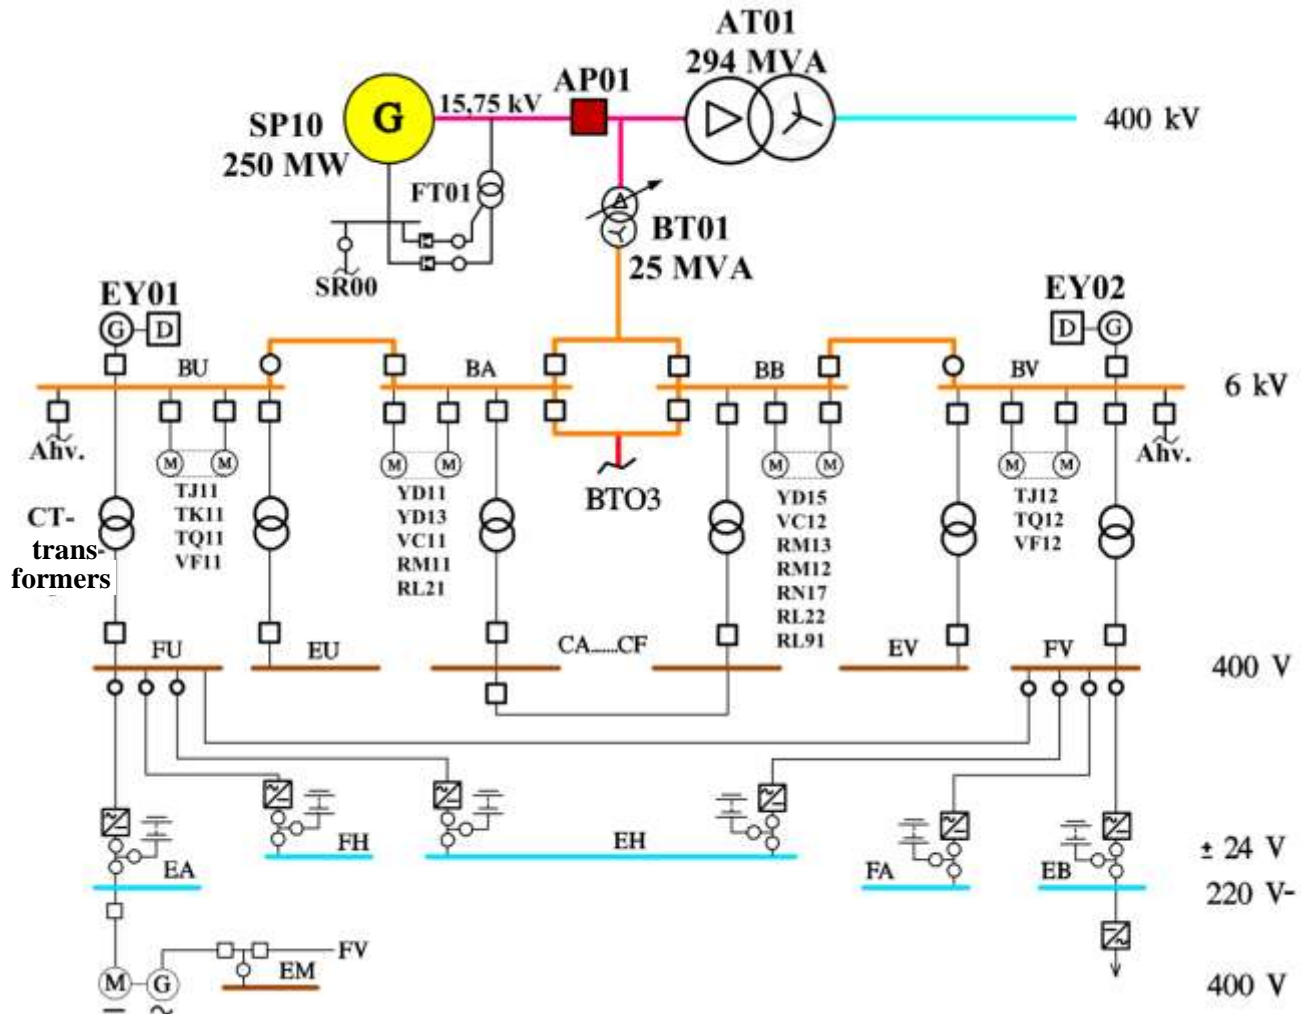 AT01
294 MVA
AP01
15,75 kV
G
SP10
250 MW
400 kV
FT01
BT01
25 MVA
SR00
EY01
G D
EY02
D G
BU
BA
BB
BV
6 kV
Ahv.
M M
M M
M M
M M
Ahv.
BTO3
TJ11
TK11
TQ11
VF11
YD11
YD13
VC11
RM11
RL21
YD15
VC12
RM13
RM12
RN17
RL22
RL91
TJ12
TQ12
VF12
CT-
trans-
formers
FU
EU
CA......CF
EV
FV
400 V
FH
EH
± 24 V
EA
FA
EB
220 V-
FV
EM
M G
400 V